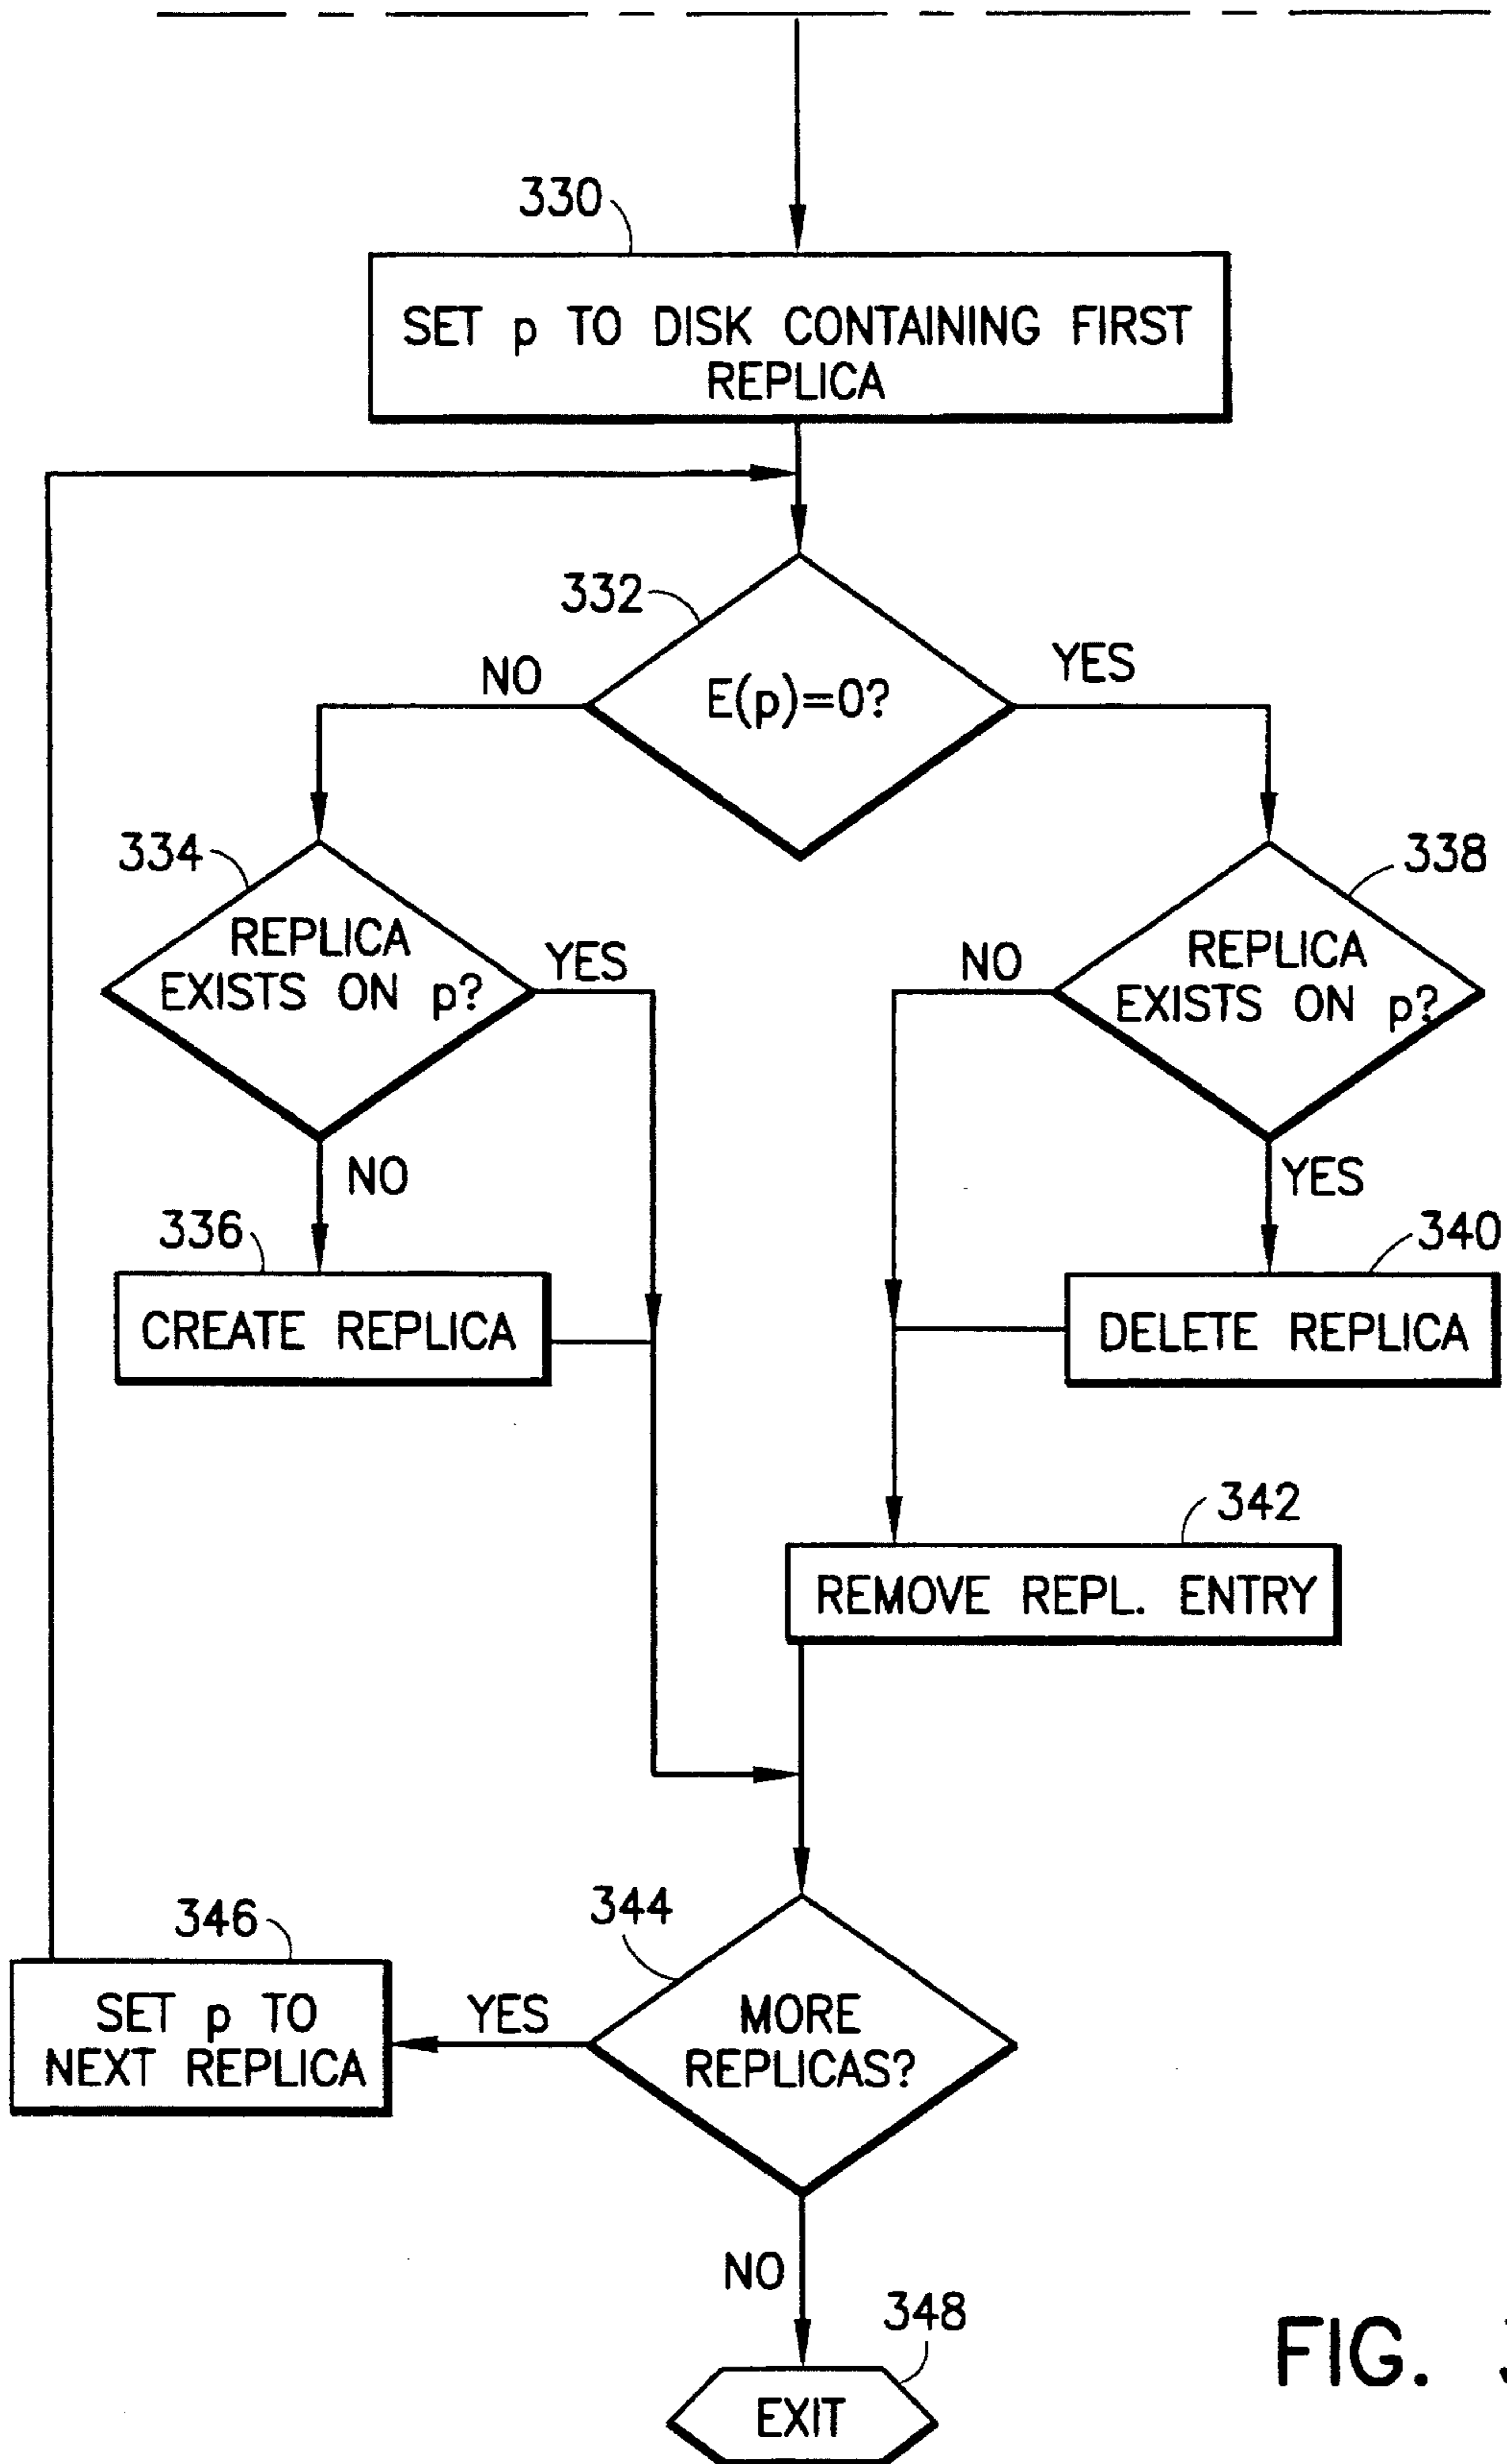 330
SET p TO DISK CONTAINING FIRST
REPLICA
332
NO
E(p)=0?
YES
334
REPLICA
EXISTS ON p?
YES
NO
338
REPLICA
EXISTS ON p?
NO
YES
336
CREATE REPLICA
340
DELETE REPLICA
342
REMOVE REPL. ENTRY
344
MORE
REPLICAS?
YES
346
SET p TO
NEXT REPLICA
NO
348
EXIT
FIG.